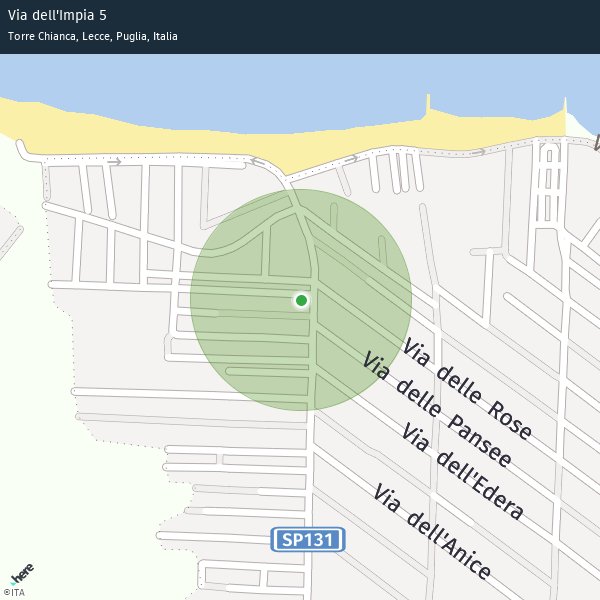 Via dell'Impia 5
Torre Chianca, Lecce, Puglia, Italia
Via delle Rose
Via delle Pansee
Via dell'Edera
Via dell'Anice
SP131
here
©ITA